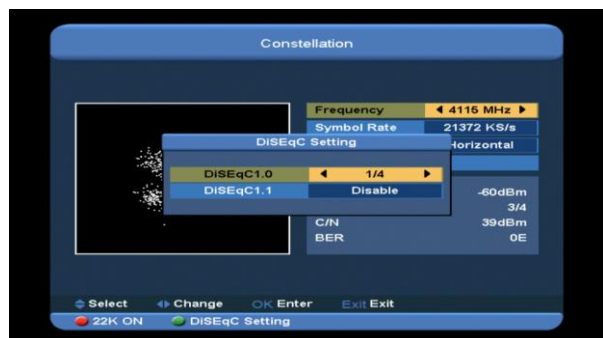 Constellation
Frequency 4115 MHz
Symbol Rate 21372 KS/s
Horizontal
DiSEqC Setting
DiSEqC1.0 1/4
DiSEqC1.1 Disable
-60dBm
3/4
C/N 39dBm
BER 0E
Select Change OK Enter Exit Exit
22K ON DiSEqC Setting